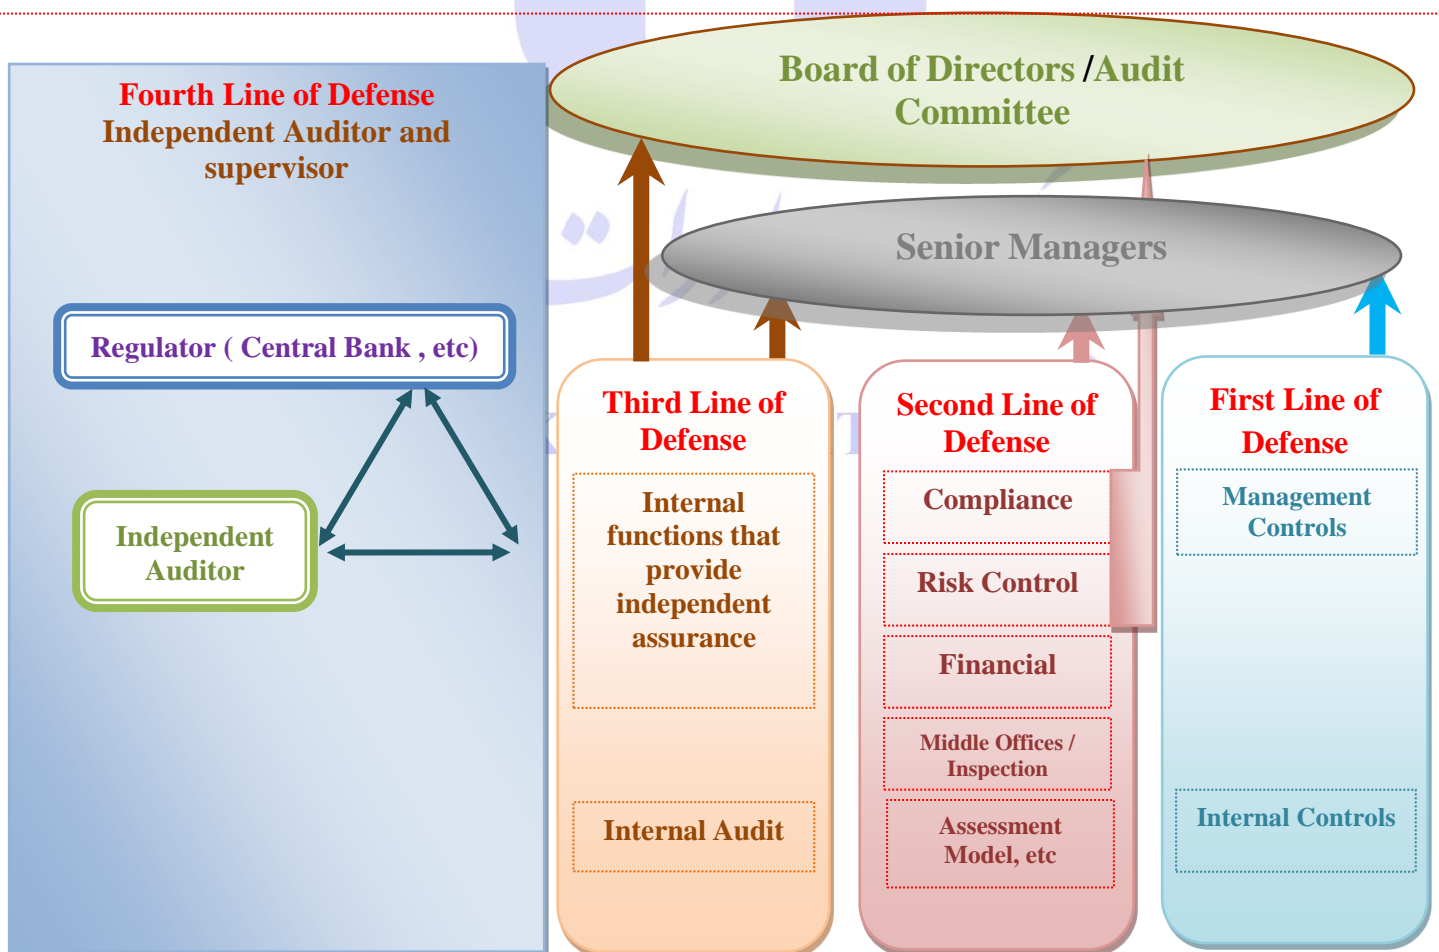 Fourth Line of Defense
Independent Auditor and
supervisor
Regulator ( Central Bank , etc)
Independent
Auditor
Board of Directors /Audit
Committee
Senior Managers
Third Line of
Defense
Internal
functions that
provide
independent
assurance
Internal Audit
Second Line of
Defense
Compliance
Risk Control
Financial
Middle Offices /
Inspection
Assessment
Model, etc
First Line of
Defense
Management
Controls
Internal Controls